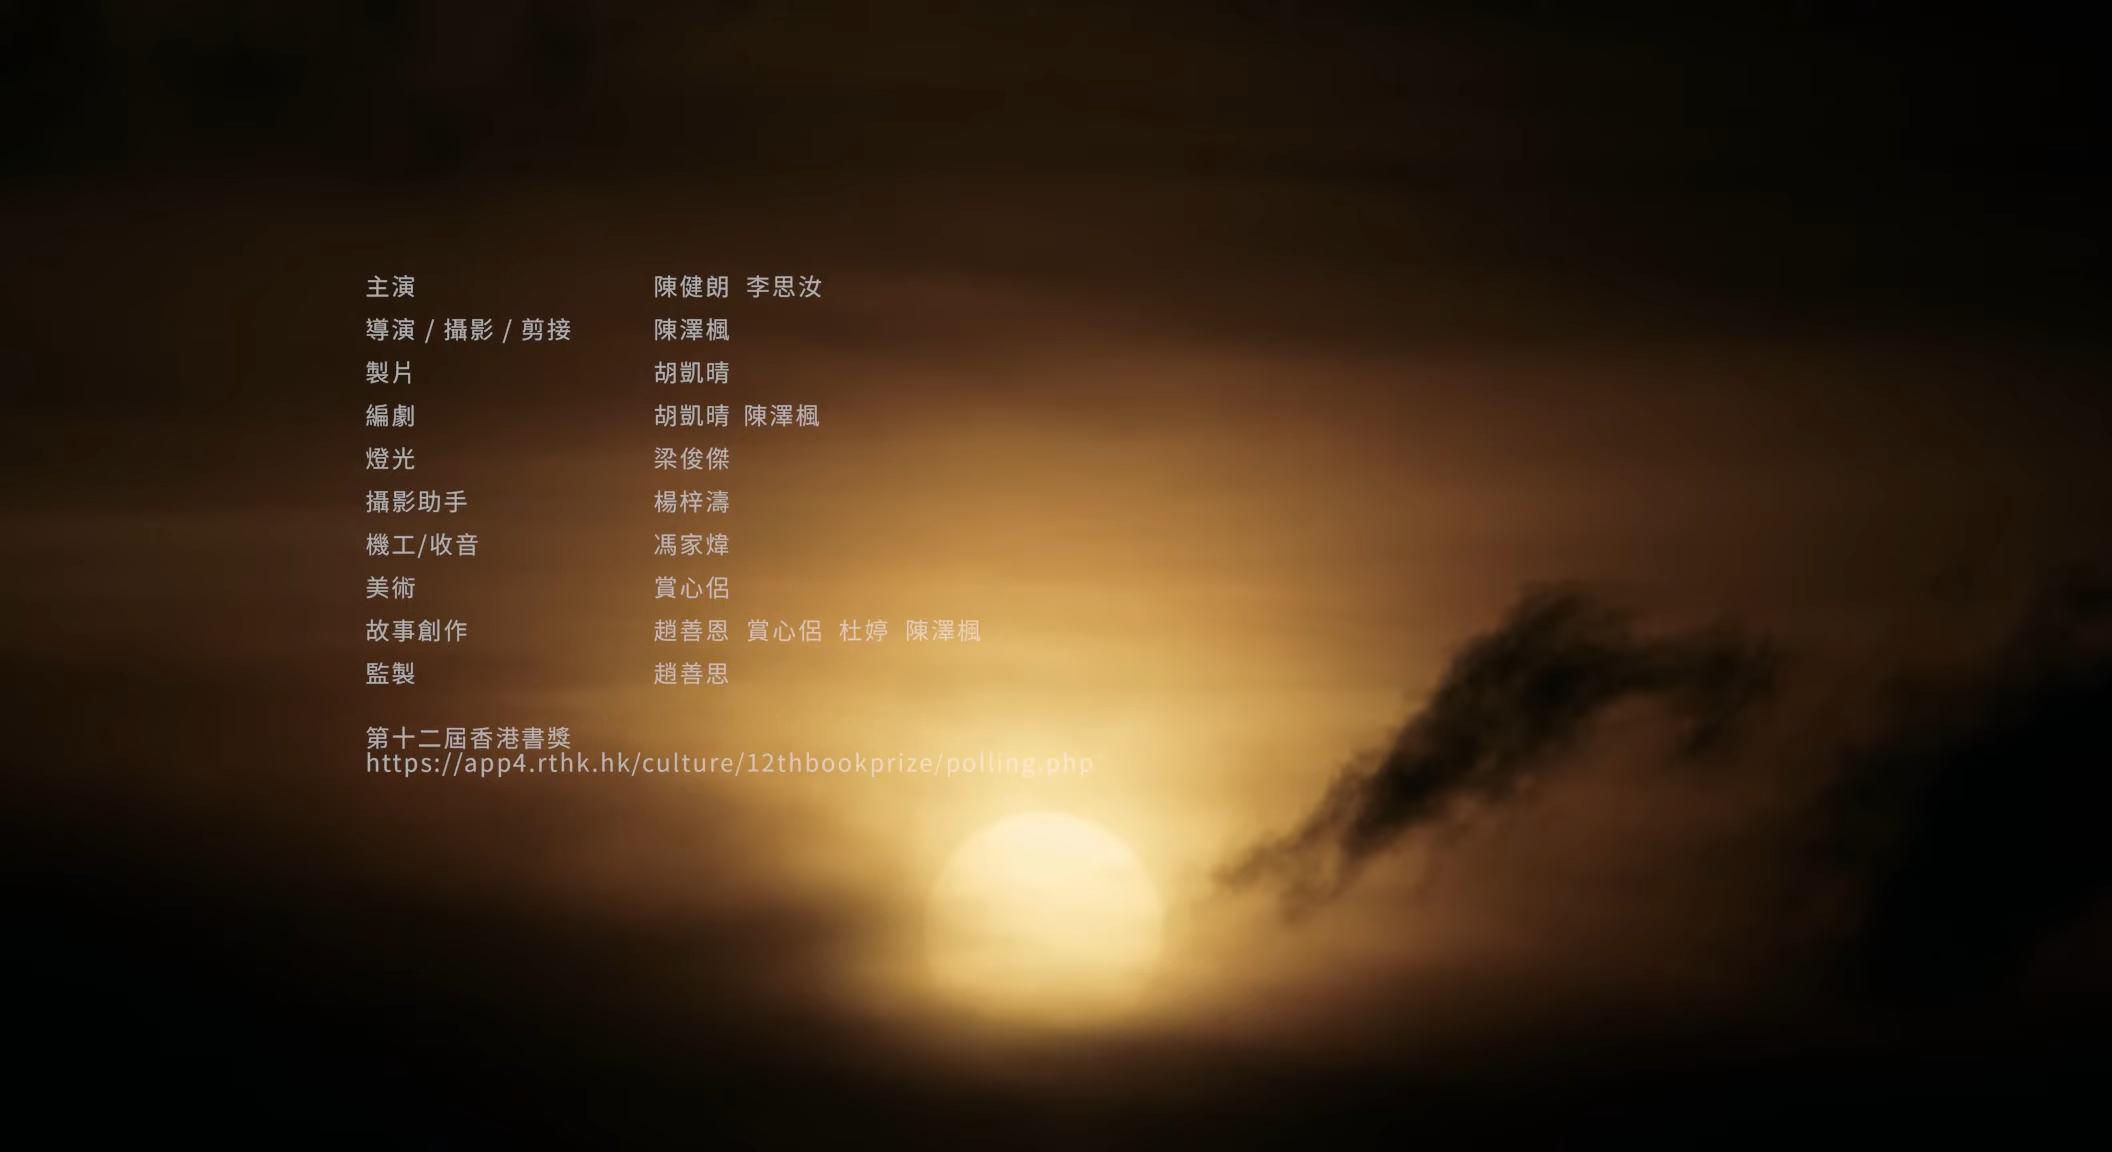 主演 陳健朗 李思汝
導演 / 攝影 / 剪接 陳澤楓
製片 胡凱晴
編劇 胡凱晴 陳澤楓
燈光 梁俊傑
攝影助手 楊梓濤
機工/收音 馮家煒
美術 賞心侶
故事創作 趙善恩 賞心侶 杜婷 陳澤楓
監製 趙善思
第十二屆香港書獎
https://app4.rthk.hk/culture/12thbookprize/polling.php